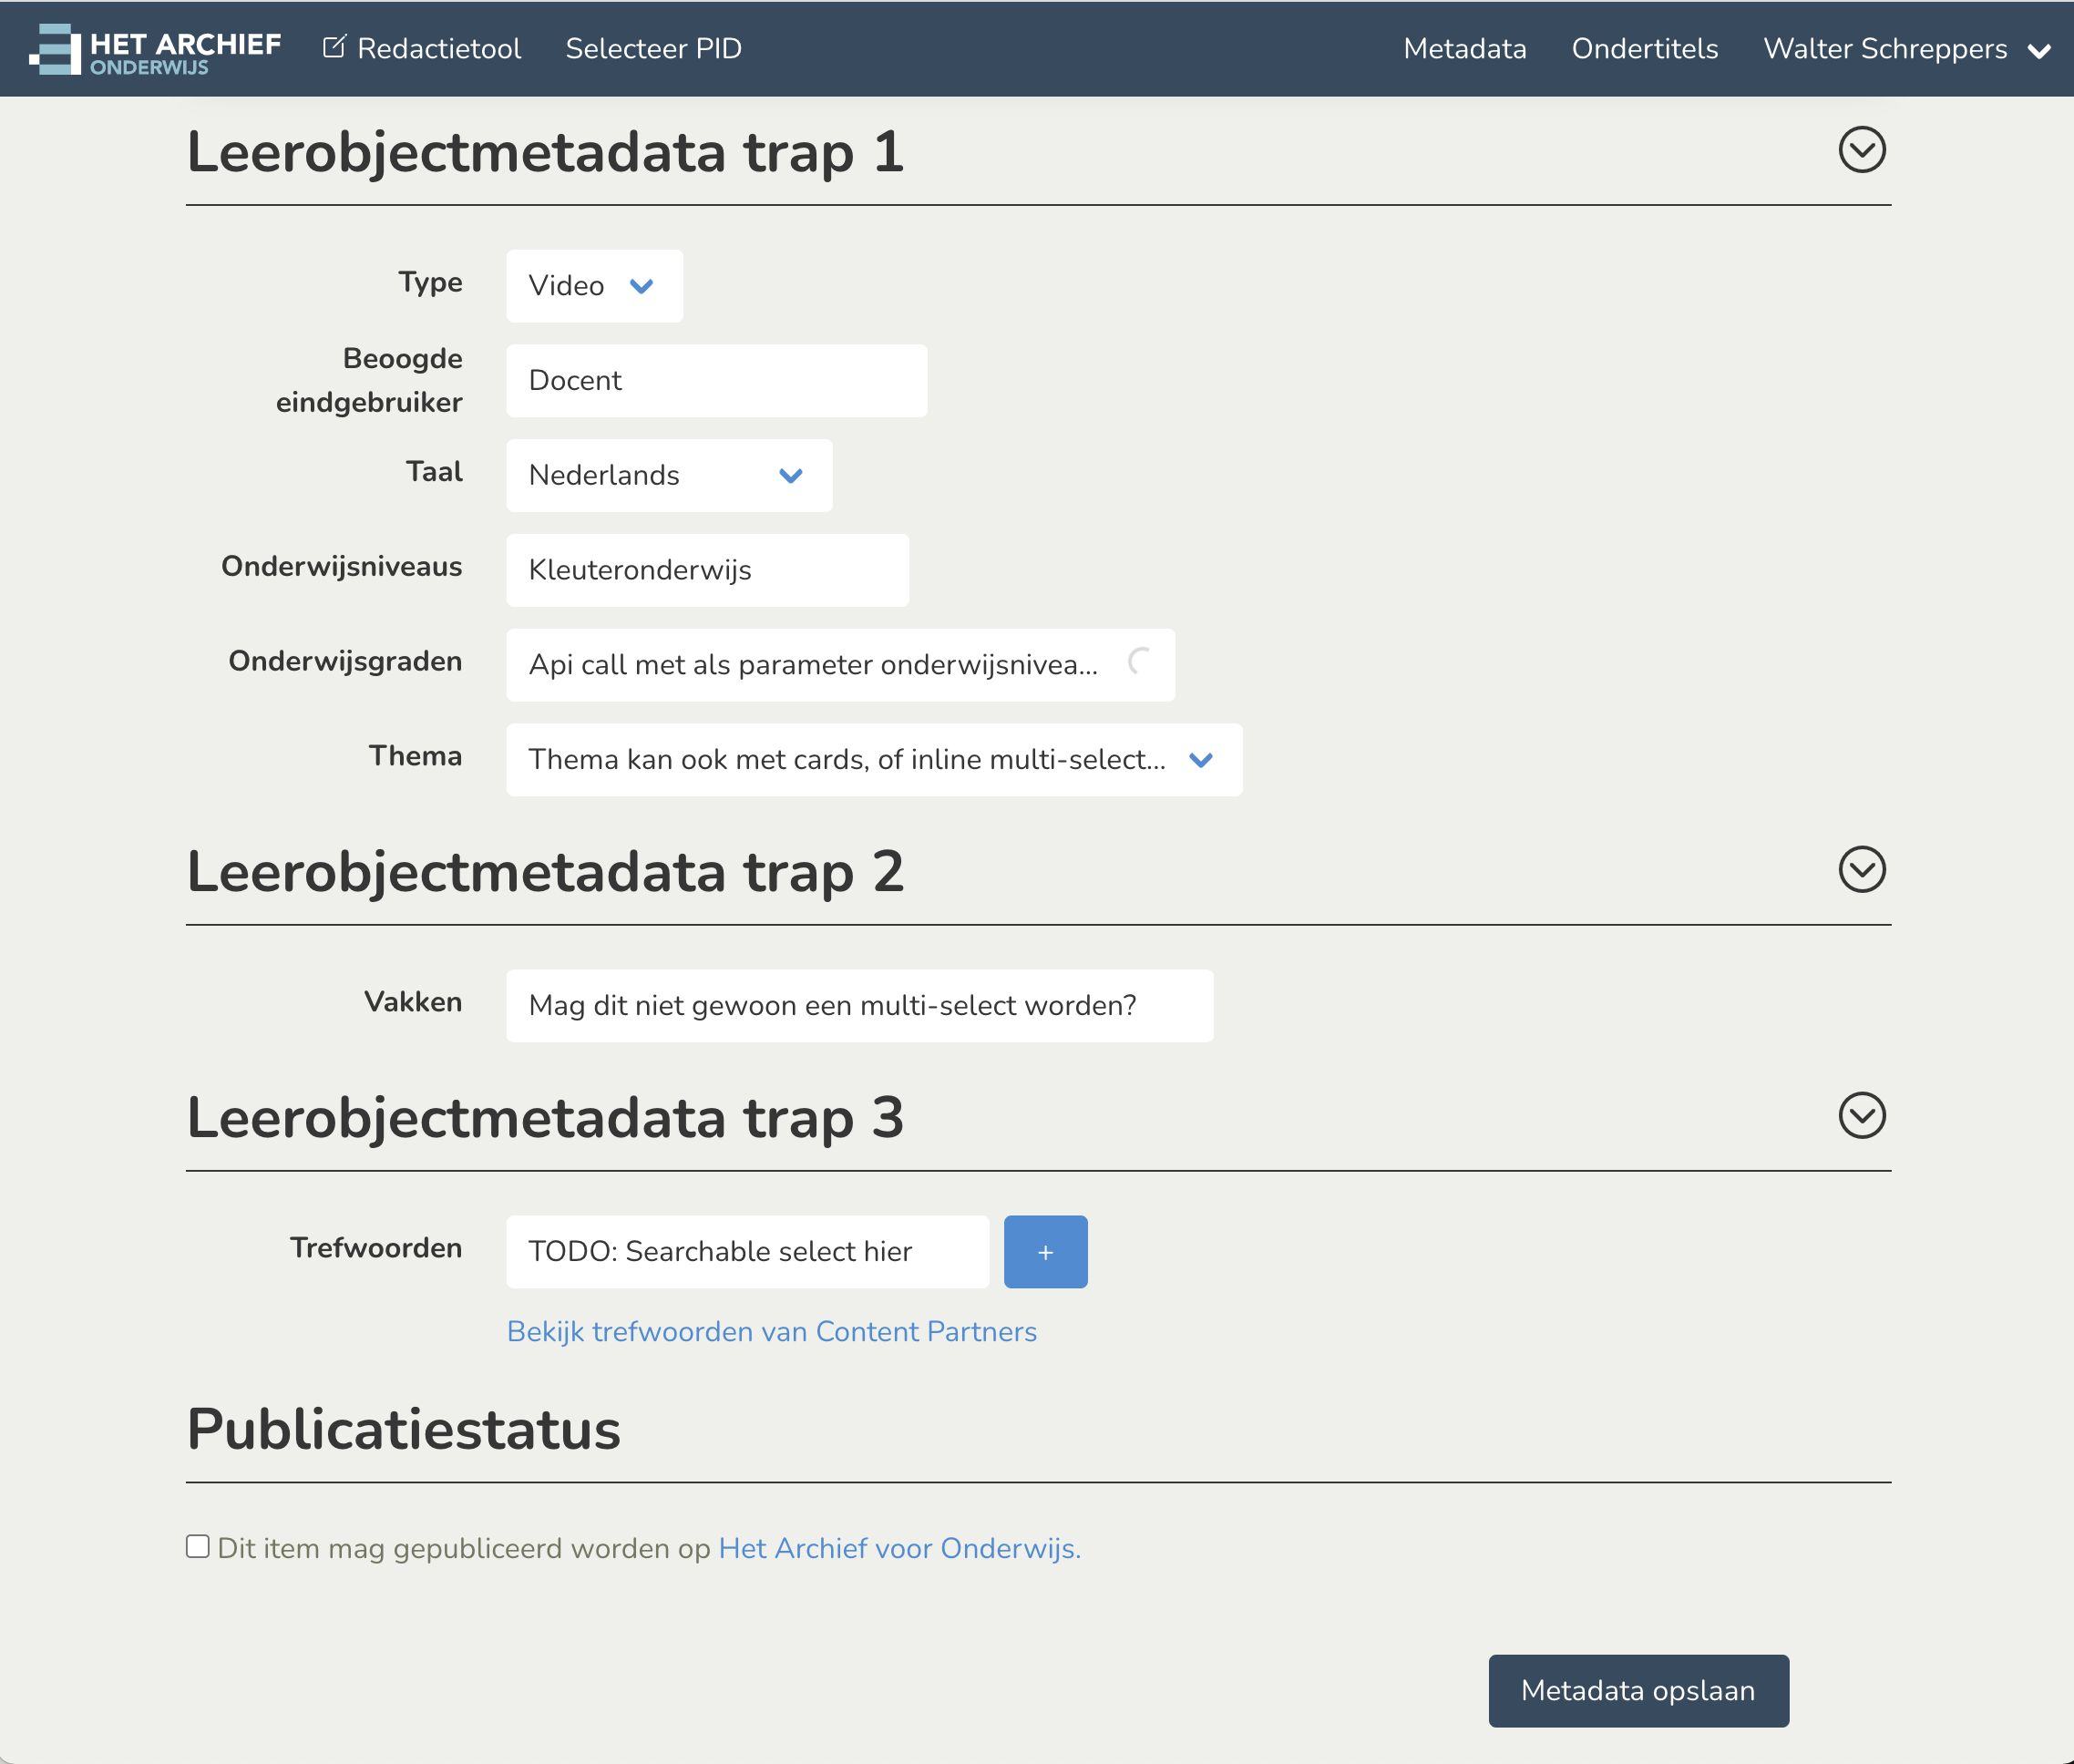 HET ARCHIEF
ONDERWIJS
Redactietool
Selecteer PID
Metadata
Ondertitels
Walter Schreppers
Leerobjectmetadata trap 1
Type
Video
Beoogde
eindgebruiker
Docent
Taal
Nederlands
Onderwijsniveaus
Kleuteronderwijs
Onderwijsgraden
Api call met als parameter onderwijsnivea...
Thema
Thema kan ook met cards, of inline multi-select...
Leerobjectmetadata trap 2
Vakken
Mag dit niet gewoon een multi-select worden?
Leerobjectmetadata trap 3
Trefwoorden
TODO: Searchable select hier
+
Bekijk trefwoorden van Content Partners
Publicatiestatus
Dit item mag gepubliceerd worden op Het Archief voor Onderwijs.
Metadata opslaan